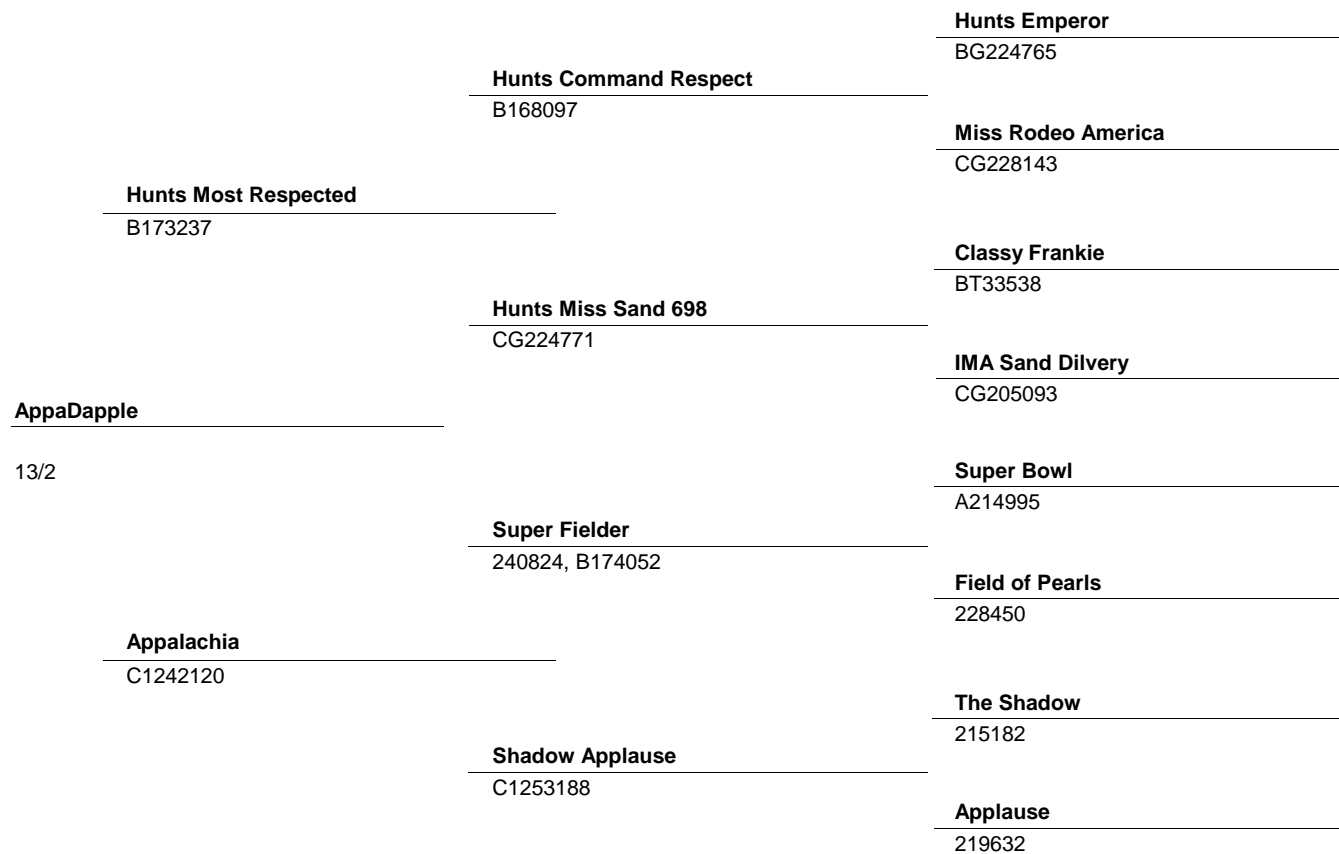 Hunts Emperor
BG224765
Hunts Command Respect
B168097
Miss Rodeo America
CG228143
Hunts Most Respected
B173237
Classy Frankie
BT33538
Hunts Miss Sand 698
CG224771
IMA Sand Dilvery
CG205093
AppaDapple
13/2
Super Bowl
A214995
Super Fielder
240824, B174052
Field of Pearls
228450
Appalachia
C1242120
The Shadow
215182
Shadow Applause
C1253188
Applause
219632